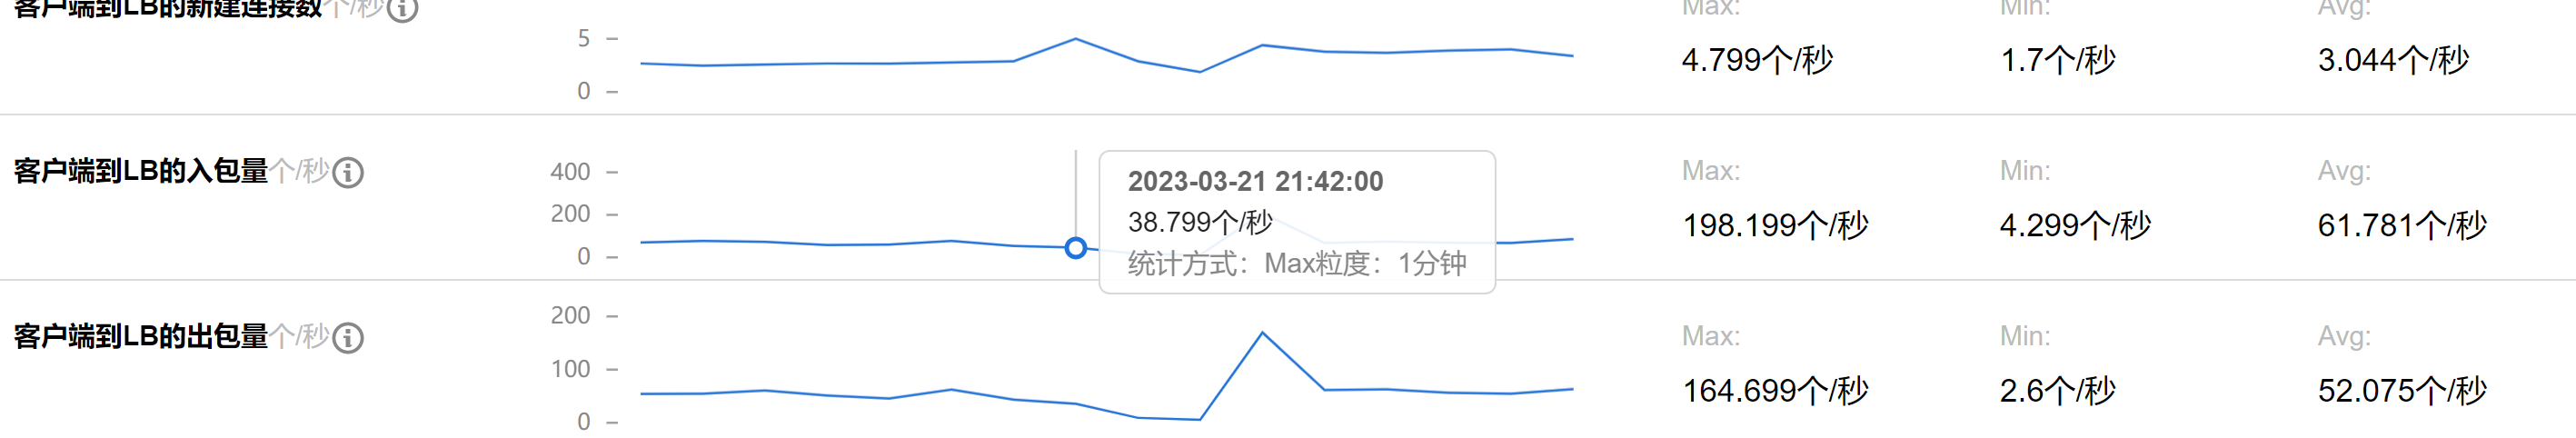 客户端到LB的新建连接数个/秒
Max:
Min:
Avg:
5
0
4.799个/秒
1.7个/秒
3.044个/秒
客户端到LB的入包量个/秒
400
200
0
2023-03-21 21:42:00
38.799个/秒
统计方式：Max粒度：1分钟
Max:
Min:
Avg:
198.199个/秒
4.299个/秒
61.781个/秒
客户端到LB的出包量个/秒
200
100
0
Max:
Min:
Avg:
164.699个/秒
2.6个/秒
52.075个/秒